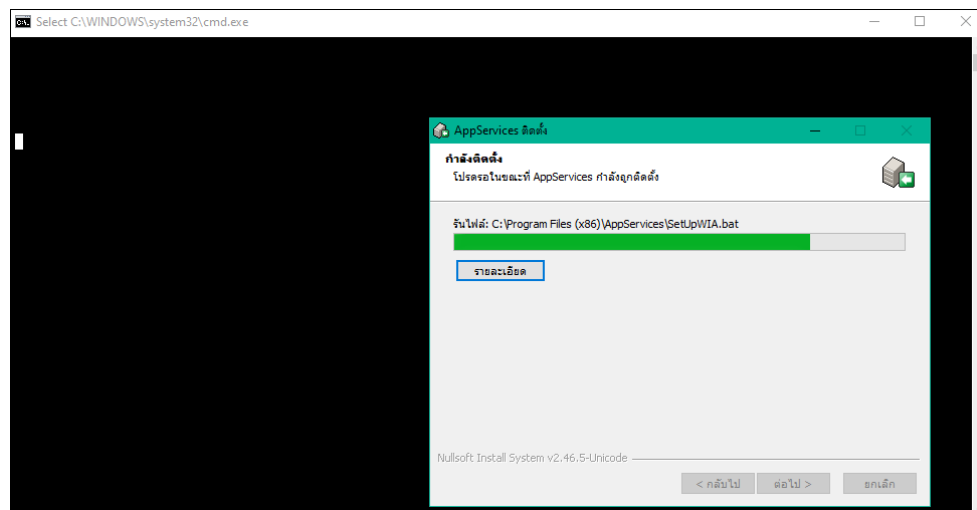 Select C:\WINDOWS\system32\cmd.exe
AppServices ติดตั้ง
กำลังติดตั้ง
โปรดรอในขณะที่ AppServices กำลังถูกติดตั้ง
รันไฟล์: C:\Program Files (x86)\AppServices\SetUpWIA.bat
รายละเอียด
Nullsoft Install System v2.46.5-Unicode
< กลับไป ต่อไป > ยกเลิก